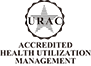 URAC
ACCREDITED
HEALTH UTILIZATION
MANAGEMENT